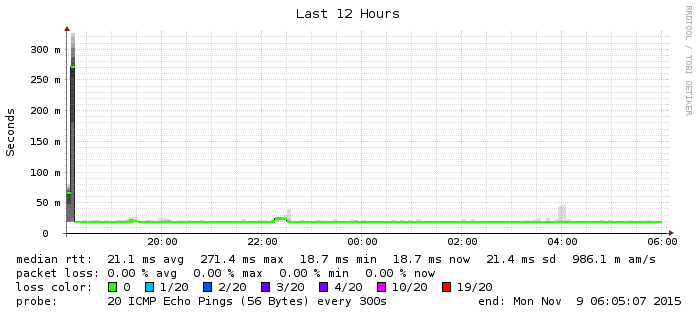 Last 12 Hours
RRDTOOL / TOBI OETIKER
Seconds
300 m
250 m
200 m
150 m
100 m
50 m
0
20:00 22:00 00:00 02:00 04:00 06:00
median rtt: 21.1 ms avg 271.4 ms max 18.7 ms min 18.7 ms now 21.4 ms sd 986.1 m am/s
packet loss: 0.00 % avg 0.00 % max 0.00 % min 0.00 % now
loss color: 0 1/20 2/20 3/20 4/20 10/20 19/20
probe: 20 ICMP Echo Pings (56 Bytes) every 300s end: Mon Nov 9 06:05:07 2015